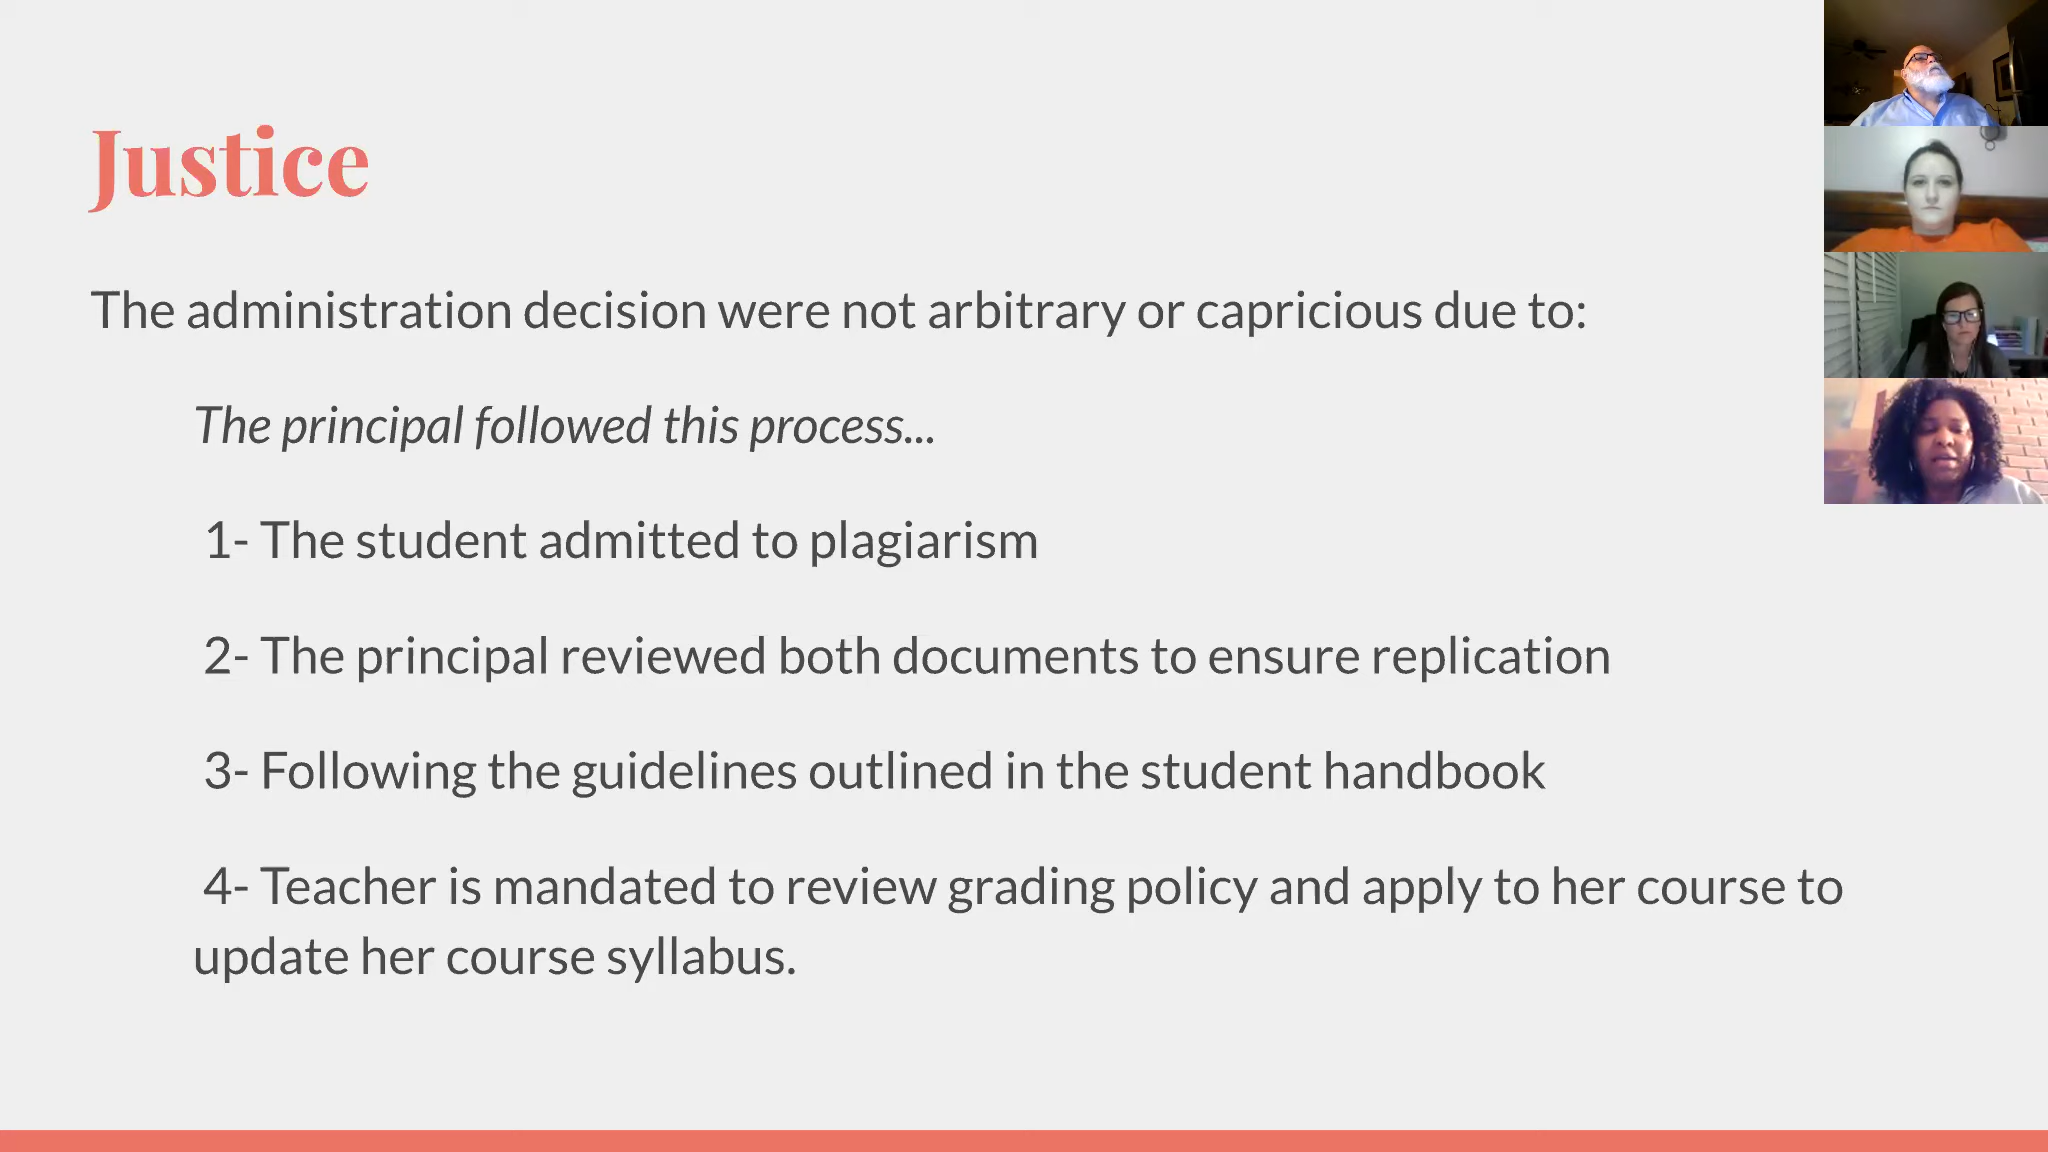 Justice
The administration decision were not arbitrary or capricious due to:
The principal followed this process...
1- The student admitted to plagiarism
2- The principal reviewed both documents to ensure replication
3- Following the guidelines outlined in the student handbook
4- Teacher is mandated to review grading policy and apply to her course to
update her course syllabus.